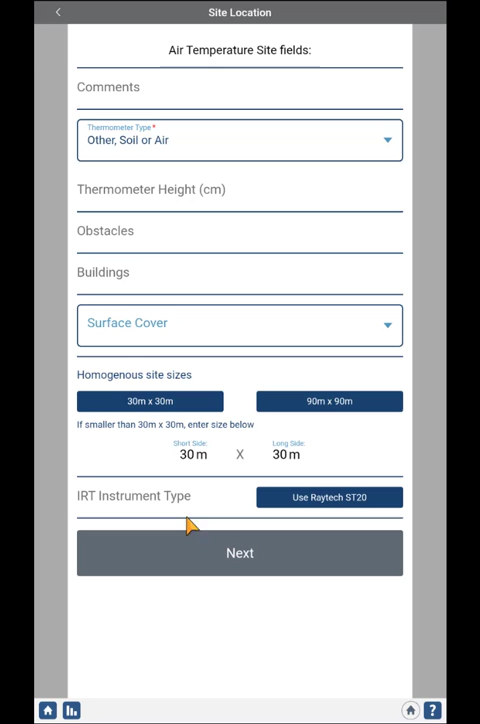 Site Location
Air Temperature Site fields:
Comments
Thermometer Type*
Other, Soil or Air
Thermometer Height (cm)
Obstacles
Buildings
Surface Cover
Homogenous site sizes
30m x 30m 90m x 90m
If smaller than 30m x 30m, enter size below
Short Side: Long Side:
30 m X 30 m
IRT Instrument Type Use Raytech ST20
Next
?